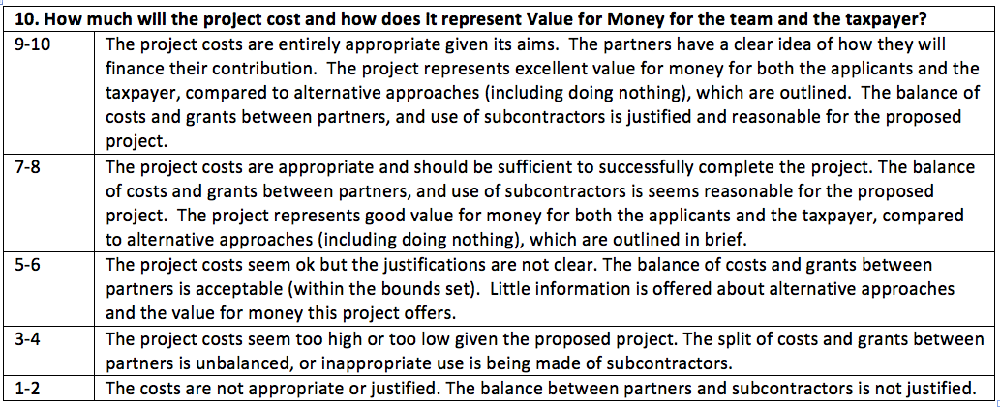 10. How much will the project cost and how does it represent Value for Money for the team and the taxpayer?
9-10 The project costs are entirely appropriate given its aims. The partners have a clear idea of how they will
finance their contribution. The project represents excellent value for money for both the applicants and the
taxpayer, compared to alternative approaches (including doing nothing), which are outlined. The balance of
costs and grants between partners, and use of subcontractors is justified and reasonable for the proposed
project.
7-8 The project costs are appropriate and should be sufficient to successfully complete the project. The balance
of costs and grants between partners, and use of subcontractors is seems reasonable for the proposed
project. The project represents good value for money for both the applicants and the taxpayer, compared
to alternative approaches (including doing nothing), which are outlined in brief.
5-6 The project costs seem ok but the justifications are not clear. The balance of costs and grants between
partners is acceptable (within the bounds set). Little information is offered about alternative approaches
and the value for money this project offers.
3-4 The project costs seem too high or too low given the proposed project. The split of costs and grants between
partners is unbalanced, or inappropriate use is being made of subcontractors.
1-2 The costs are not appropriate or justified. The balance between partners and subcontractors is not justified.